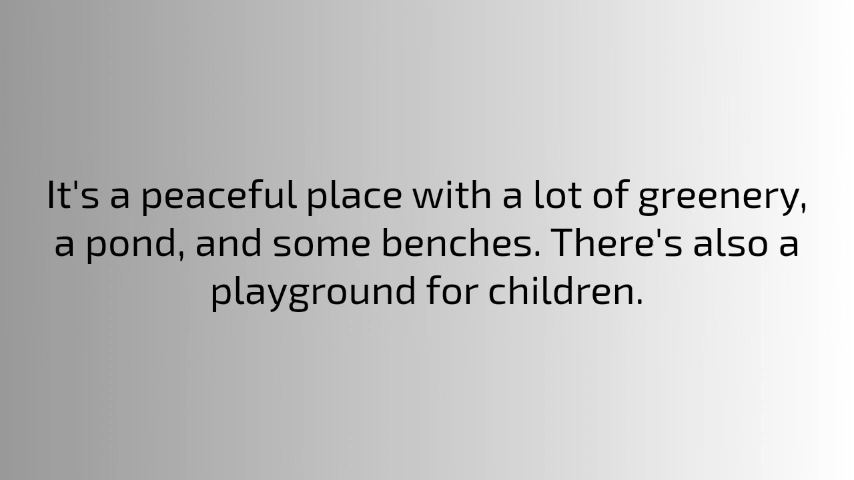 It's a peaceful place with a lot of greenery,
a pond, and some benches. There's also a
playground for children.